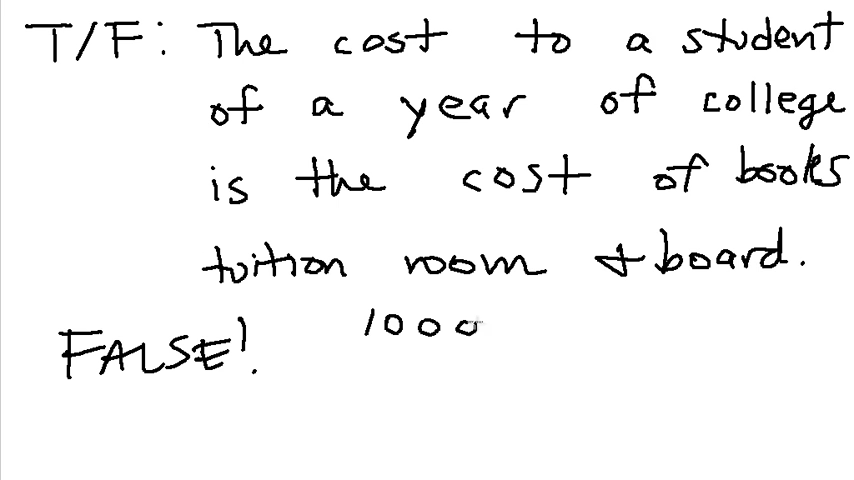 T/F: The cost to a student
of a year of college
is the cost of books
tuition room + board.
FALSE! 1000